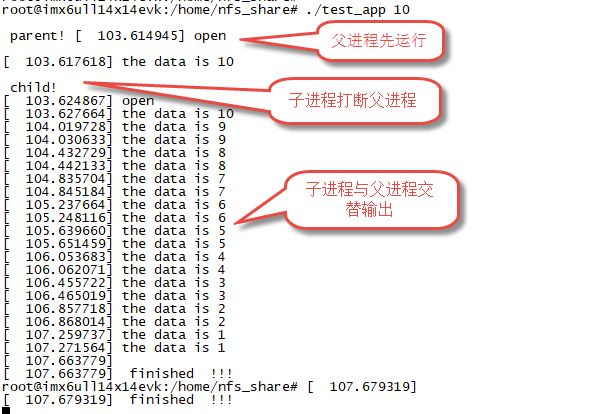 root@imx6ull14x14evk:/home/nfs_share# ./test_app 10
parent! [  103.614945] open
父进程先运行
[  103.617618] the data is 10
child!
子进程打断父进程
[  103.624867] open
[  103.627664] the data is 10
[  104.019728] the data is 9
[  104.030633] the data is 9
[  104.432729] the data is 8
[  104.442133] the data is 8
[  104.835704] the data is 7
[  104.845184] the data is 7
子进程与父进程交
替输出
[  105.237664] the data is 6
[  105.248116] the data is 6
[  105.639660] the data is 5
[  105.651459] the data is 5
[  106.053683] the data is 4
[  106.062071] the data is 4
[  106.455722] the data is 3
[  106.465019] the data is 3
[  106.857718] the data is 2
[  106.868014] the data is 2
[  107.259737] the data is 1
[  107.271564] the data is 1
[  107.663779]
[  107.663779]  finished  !!!
root@imx6ull14x14evk:/home/nfs_share# [  107.679319]
[  107.679319]  finished  !!!